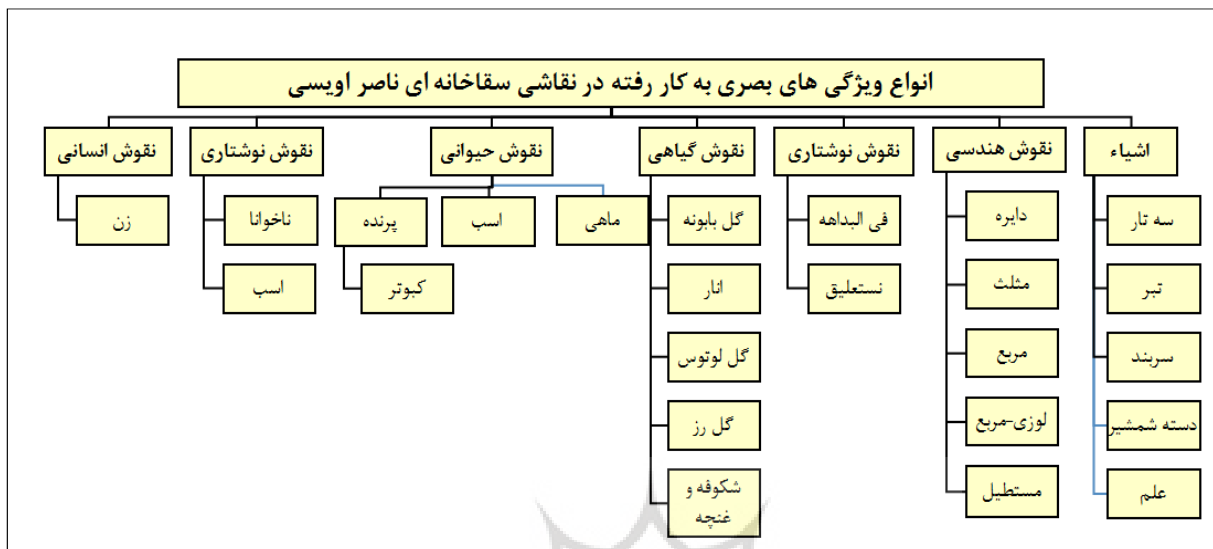 انواع ویژگی های بصری به کار رفته در نقاشی سقاخانه ای ناصر اویسی
اشیاء
سه تار
تبر
سربند
دسته شمشیر
علم
نقوش هندسی
دایره
مثلث
مربع
لوزی-مربع
مستطیل
نقوش نوشتاری
فی البداهه
نستعلیق
نقوش گیاهی
گل بابونه
انار
گل لوتوس
گل رز
شکوفه و
غنچه
نقوش حیوانی
ماهی
اسب
پرنده
کبوتر
نقوش نوشتاری
ناخوانا
اسب
نقوش انسانی
زن